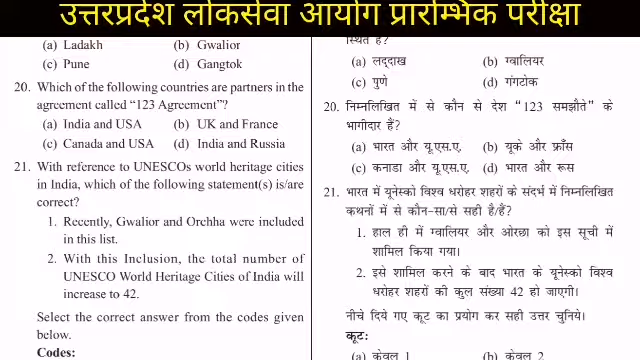 उत्तरप्रदेश लोकसेवा आयोग प्रारम्भिक परीक्षा
(a) Ladakh (b) Gwalior
(c) Pune (d) Gangtok
20. Which of the following countries are partners in the
agreement called “123 Agreement”?
(a) India and USA (b) UK and France
(c) Canada and USA (d) India and Russia
21. With reference to UNESCOs world heritage cities
in India, which of the following statement(s) is/are
correct?
1. Recently, Gwalior and Orchha were included
in this list.
2. With this Inclusion, the total number of
UNESCO World Heritage Cities of India will
increase to 42.
Select the correct answer from the codes given
below.
Codes:
स्थित है?
(a) लद्दाख (b) ग्वालियर
(c) पुणे (d) गंगटोक
20. निम्नलिखित में से कौन से देश “123 समझौते” के
भागीदार हैं?
(a) भारत और यू.एस.ए. (b) यूके और फ्राँस
(c) कनाडा और यू.एस.ए. (d) भारत और रूस
21. भारत में यूनेस्को विश्व धरोहर शहरों के संदर्भ में निम्नलिखित
कथनों में से कौन-सा/से सही है/हैं?
1. हाल ही में ग्वालियर और ओरछा को इस सूची में
शामिल किया गया।
2. इसे शामिल करने के बाद भारत के यूनेस्को विश्व
धरोहर शहरों की कुल संख्या 42 हो जाएगी।
नीचे दिये गए कूट का प्रयोग कर सही उत्तर चुनिये।
कूटः
(a) केवल 1 (b) केवल 2